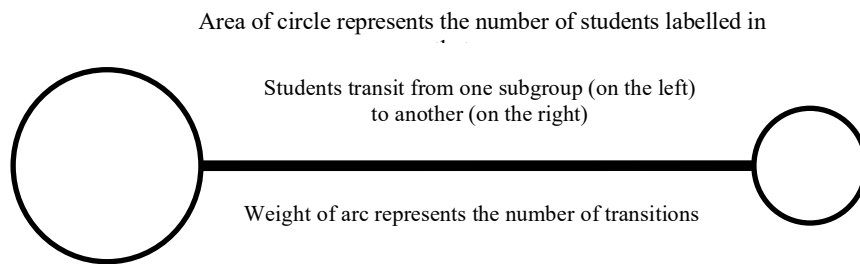 Area of circle represents the number of students labelled in
Students transit from one subgroup (on the left)
to another (on the right)
Weight of arc represents the number of transitions